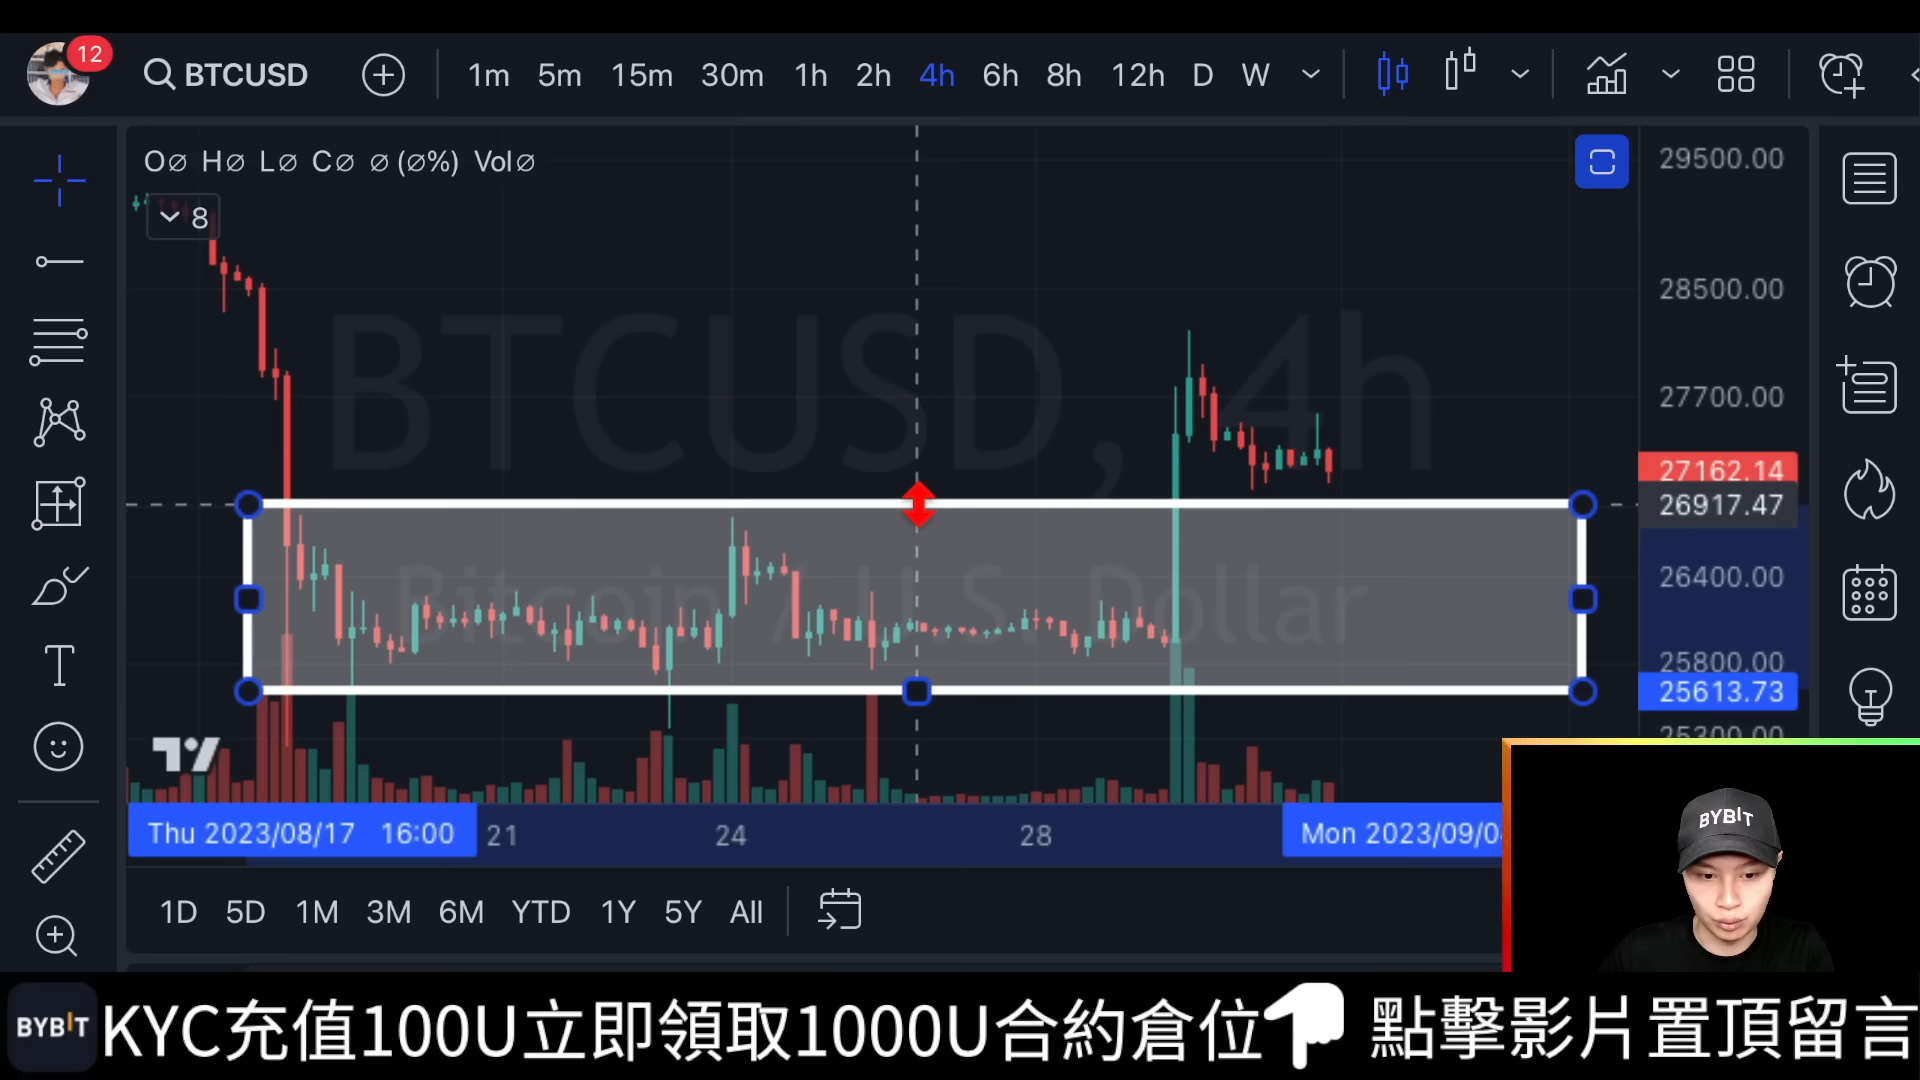 12
BTCUSD 1m 5m 15m 30m 1h 2h 4h 6h 8h 12h D W
O∅ H∅ L∅ C∅ ∅ (∅%) Vol∅
8
29500.00
28500.00
27700.00
27162.14
26917.47
26400.00
25800.00
25613.73
25300.00
BTCUSD, 4h
Bitcoin / U.S. Dollar
Thu 2023/08/17 16:00 21 24 28 Mon 2023/09/0
1D 5D 1M 3M 6M YTD 1Y 5Y All
BYBIT
BYBIT KYC充值100U立即領取1000U合約倉位 點擊影片置頂留言